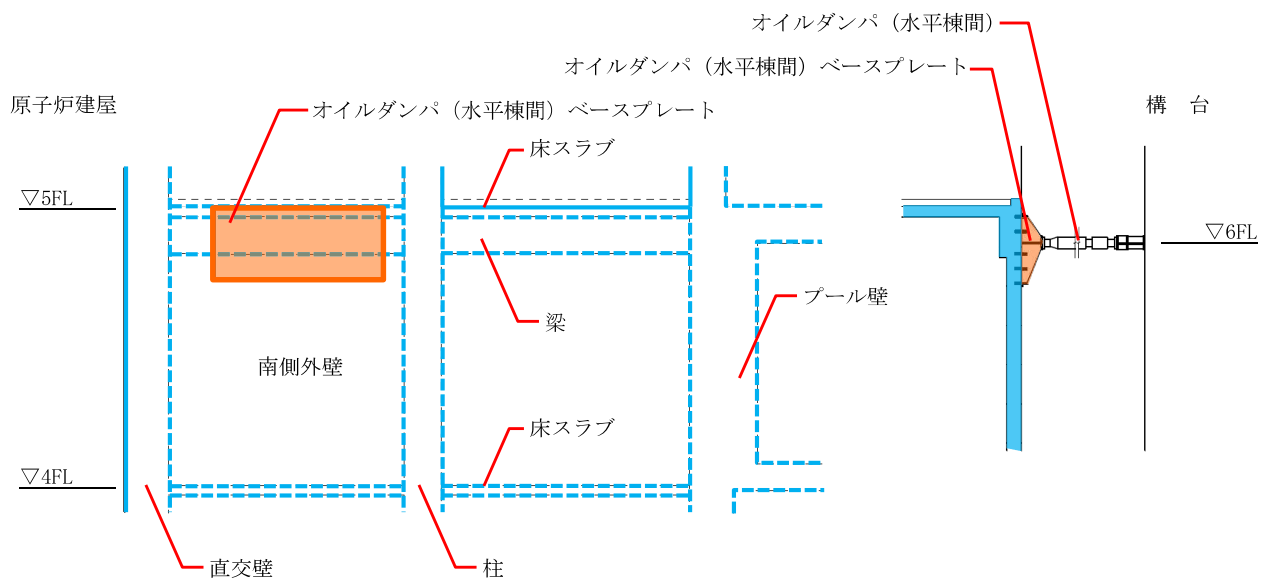 オイルダンパ（水平棟間）
オイルダンパ（水平棟間）ベースプレート
原子炉建屋
オイルダンパ（水平棟間）ベースプレート
構　台
床スラブ
▽5FL
▽6FL
プール壁
梁
南側外壁
床スラブ
▽4FL
直交壁
柱